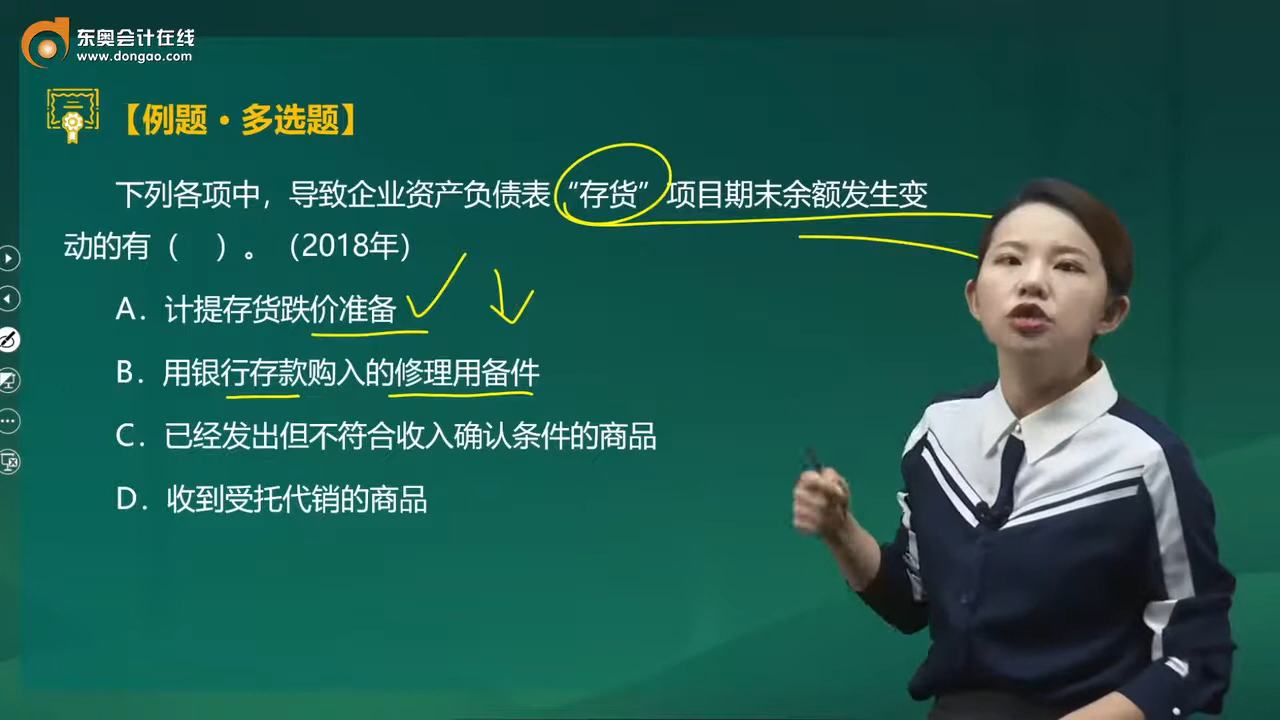 东奥会计在线
www.dongao.com
【例题·多选题】
下列各项中，导致企业资产负债表“存货”项目期末余额发生变
动的有（ ）。（2018年）
A．计提存货跌价准备
B．用银行存款购入的修理用备件
C．已经发出但不符合收入确认条件的商品
D．收到受托代销的商品